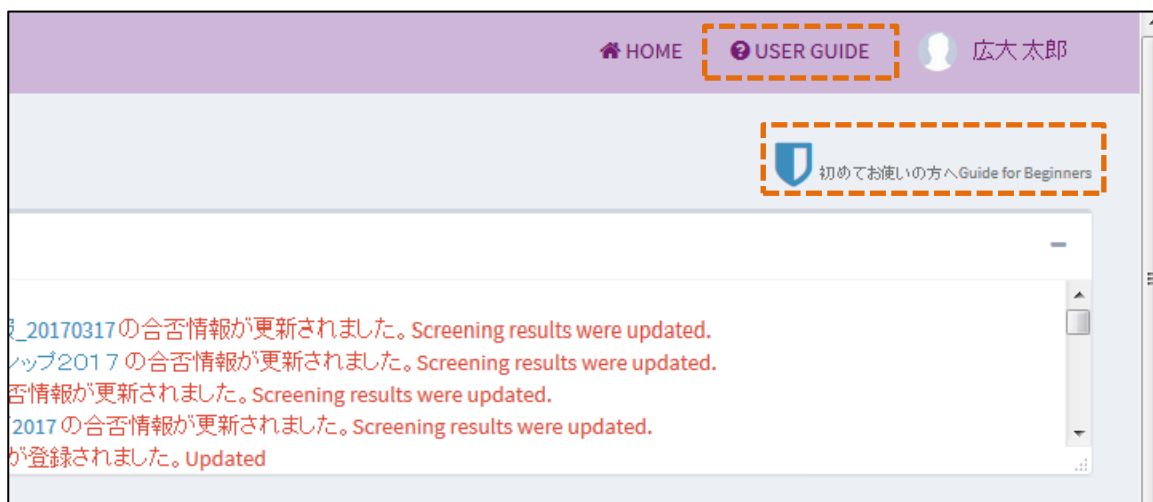 HOME
USER GUIDE
広大 太郎
初めてお使いの方へGuide for Beginners
_20170317の合否情報が更新されました。Screening results were updated.
ップ2017の合否情報が更新されました。Screening results were updated.
否情報が更新されました。Screening results were updated.
2017の合否情報が更新されました。Screening results were updated.
が登録されました。Updated